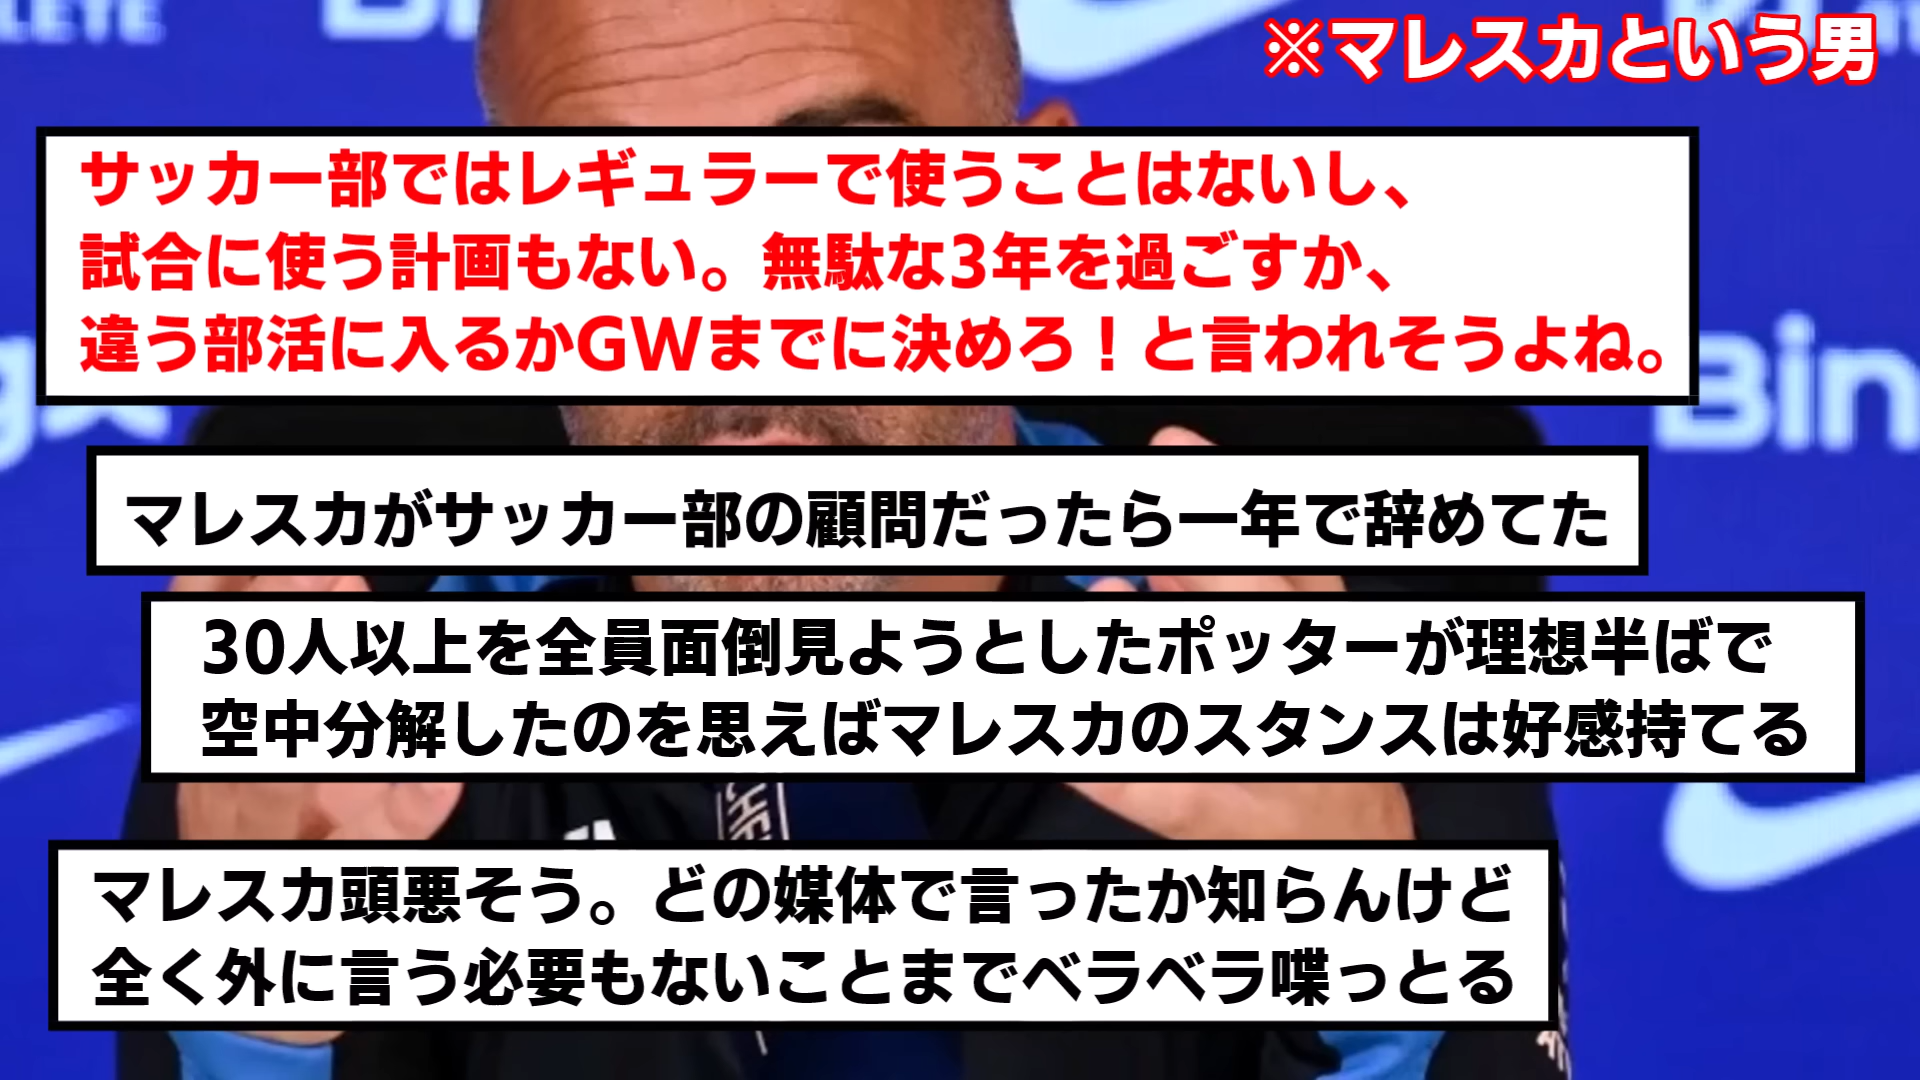 LETE
Bin
※マレスカという男
サッカー部ではレギュラーで使うことはないし、
試合に使う計画もない。無駄な3年を過ごすか、
違う部活に入るかGWまでに決めろ！と言われそうよね。
g
Bin
マレスカがサッカー部の顧問だったら一年で辞めてた
30人以上を全員面倒見ようとしたポッターが理想半ばで
空中分解したのを思えばマレスカのスタンスは好感持てる
CHE
マレスカ頭悪そう。どの媒体で言ったか知らんけど
全く外に言う必要もないことまでベラベラ喋っとる